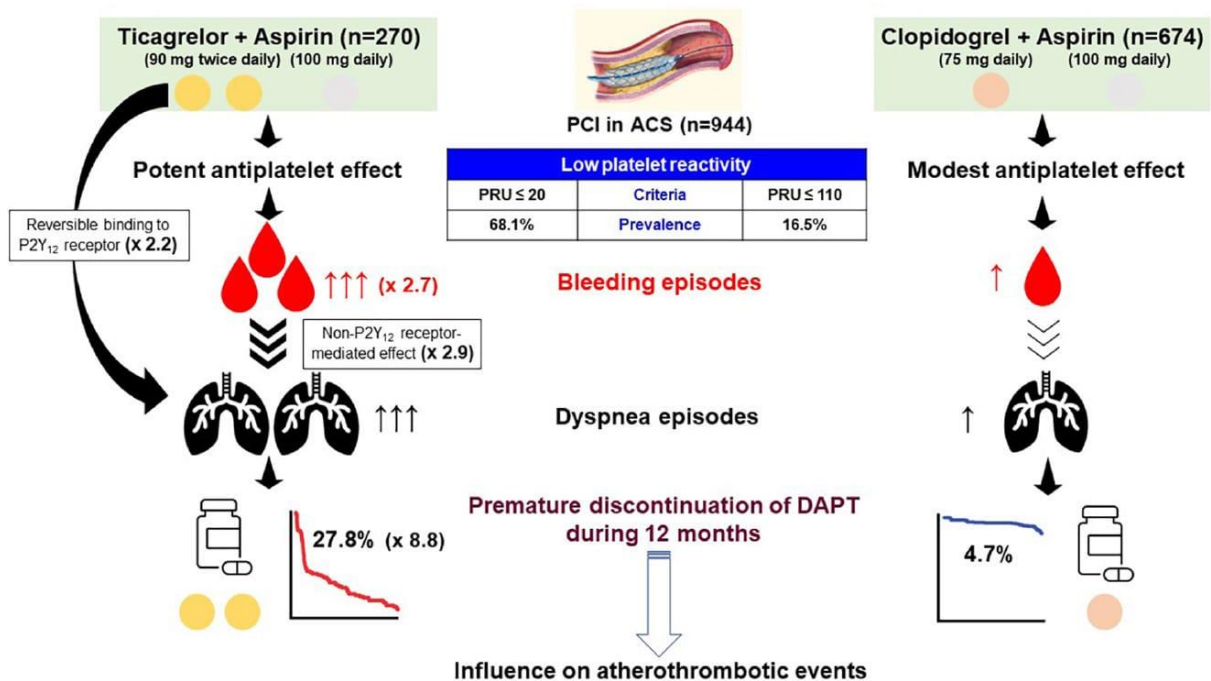 Ticagrelor + Aspirin (n=270)
(90 mg twice daily) (100 mg daily)
Potent antiplatelet effect
Reversible binding to
P2Y₁₂ receptor (x 2.2)
↑↑↑ (x 2.7)
Non-P2Y₁₂ receptor-
mediated effect (x 2.9)
↑↑↑
27.8% (x 8.8)
PCI in ACS (n=944)
Low platelet reactivity
PRU ≤ 20 Criteria PRU ≤ 110
68.1% Prevalence 16.5%
Bleeding episodes
Dyspnea episodes
Premature discontinuation of DAPT
during 12 months
Influence on atherothrombotic events
Clopidogrel + Aspirin (n=674)
(75 mg daily) (100 mg daily)
Modest antiplatelet effect
↑
↑
4.7%